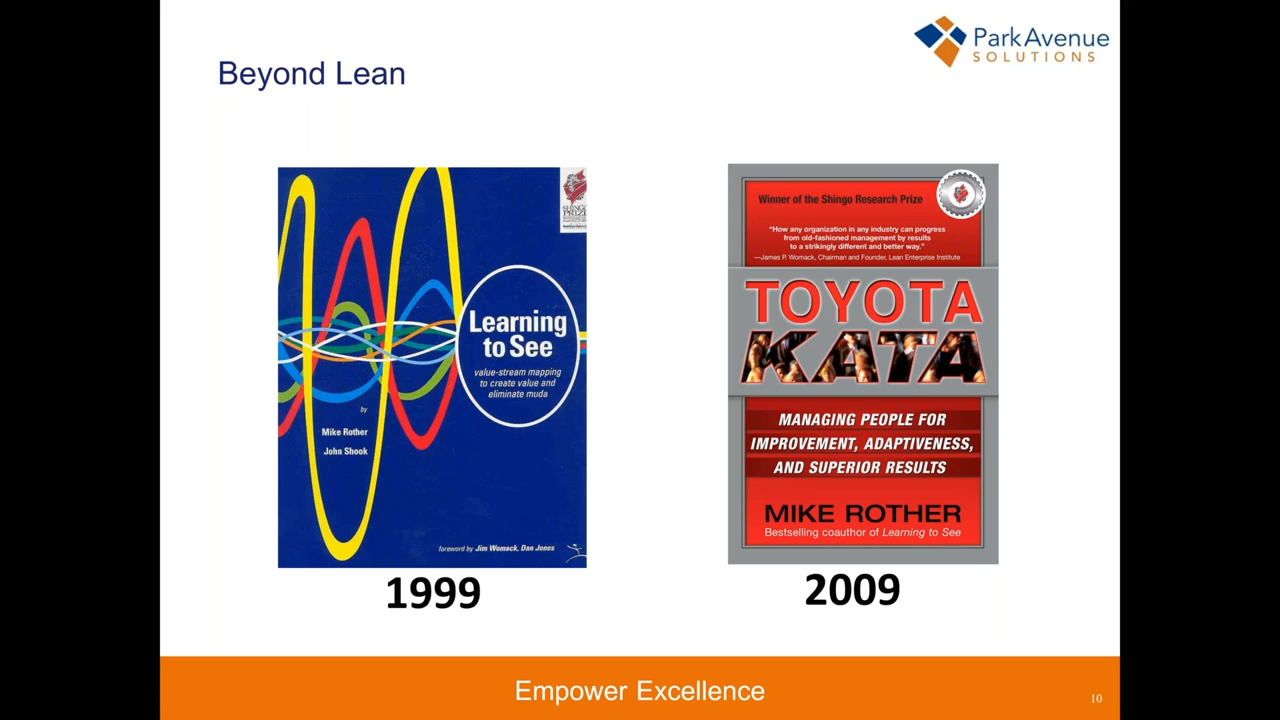 ParkAvenue
SOLUTIONS
Beyond Lean
SHINGO
PRIZE
Learning
to See
value-stream mapping
to create value and
eliminate muda
by
Mike Rother
John Shook
foreword by Jim Womack, Dan Jones
1999
Winner of the Shingo Research Prize
“How any organization in any industry can progress
from old-fashioned management by results
to a strikingly different and better way.”
—James P. Womack, Chairman and Founder, Lean Enterprise Institute
TOYOTA
KATA
MANAGING PEOPLE FOR
IMPROVEMENT, ADAPTIVENESS,
AND SUPERIOR RESULTS
MIKE ROTHER
Bestselling coauthor of Learning to See
2009
Empower Excellence
10